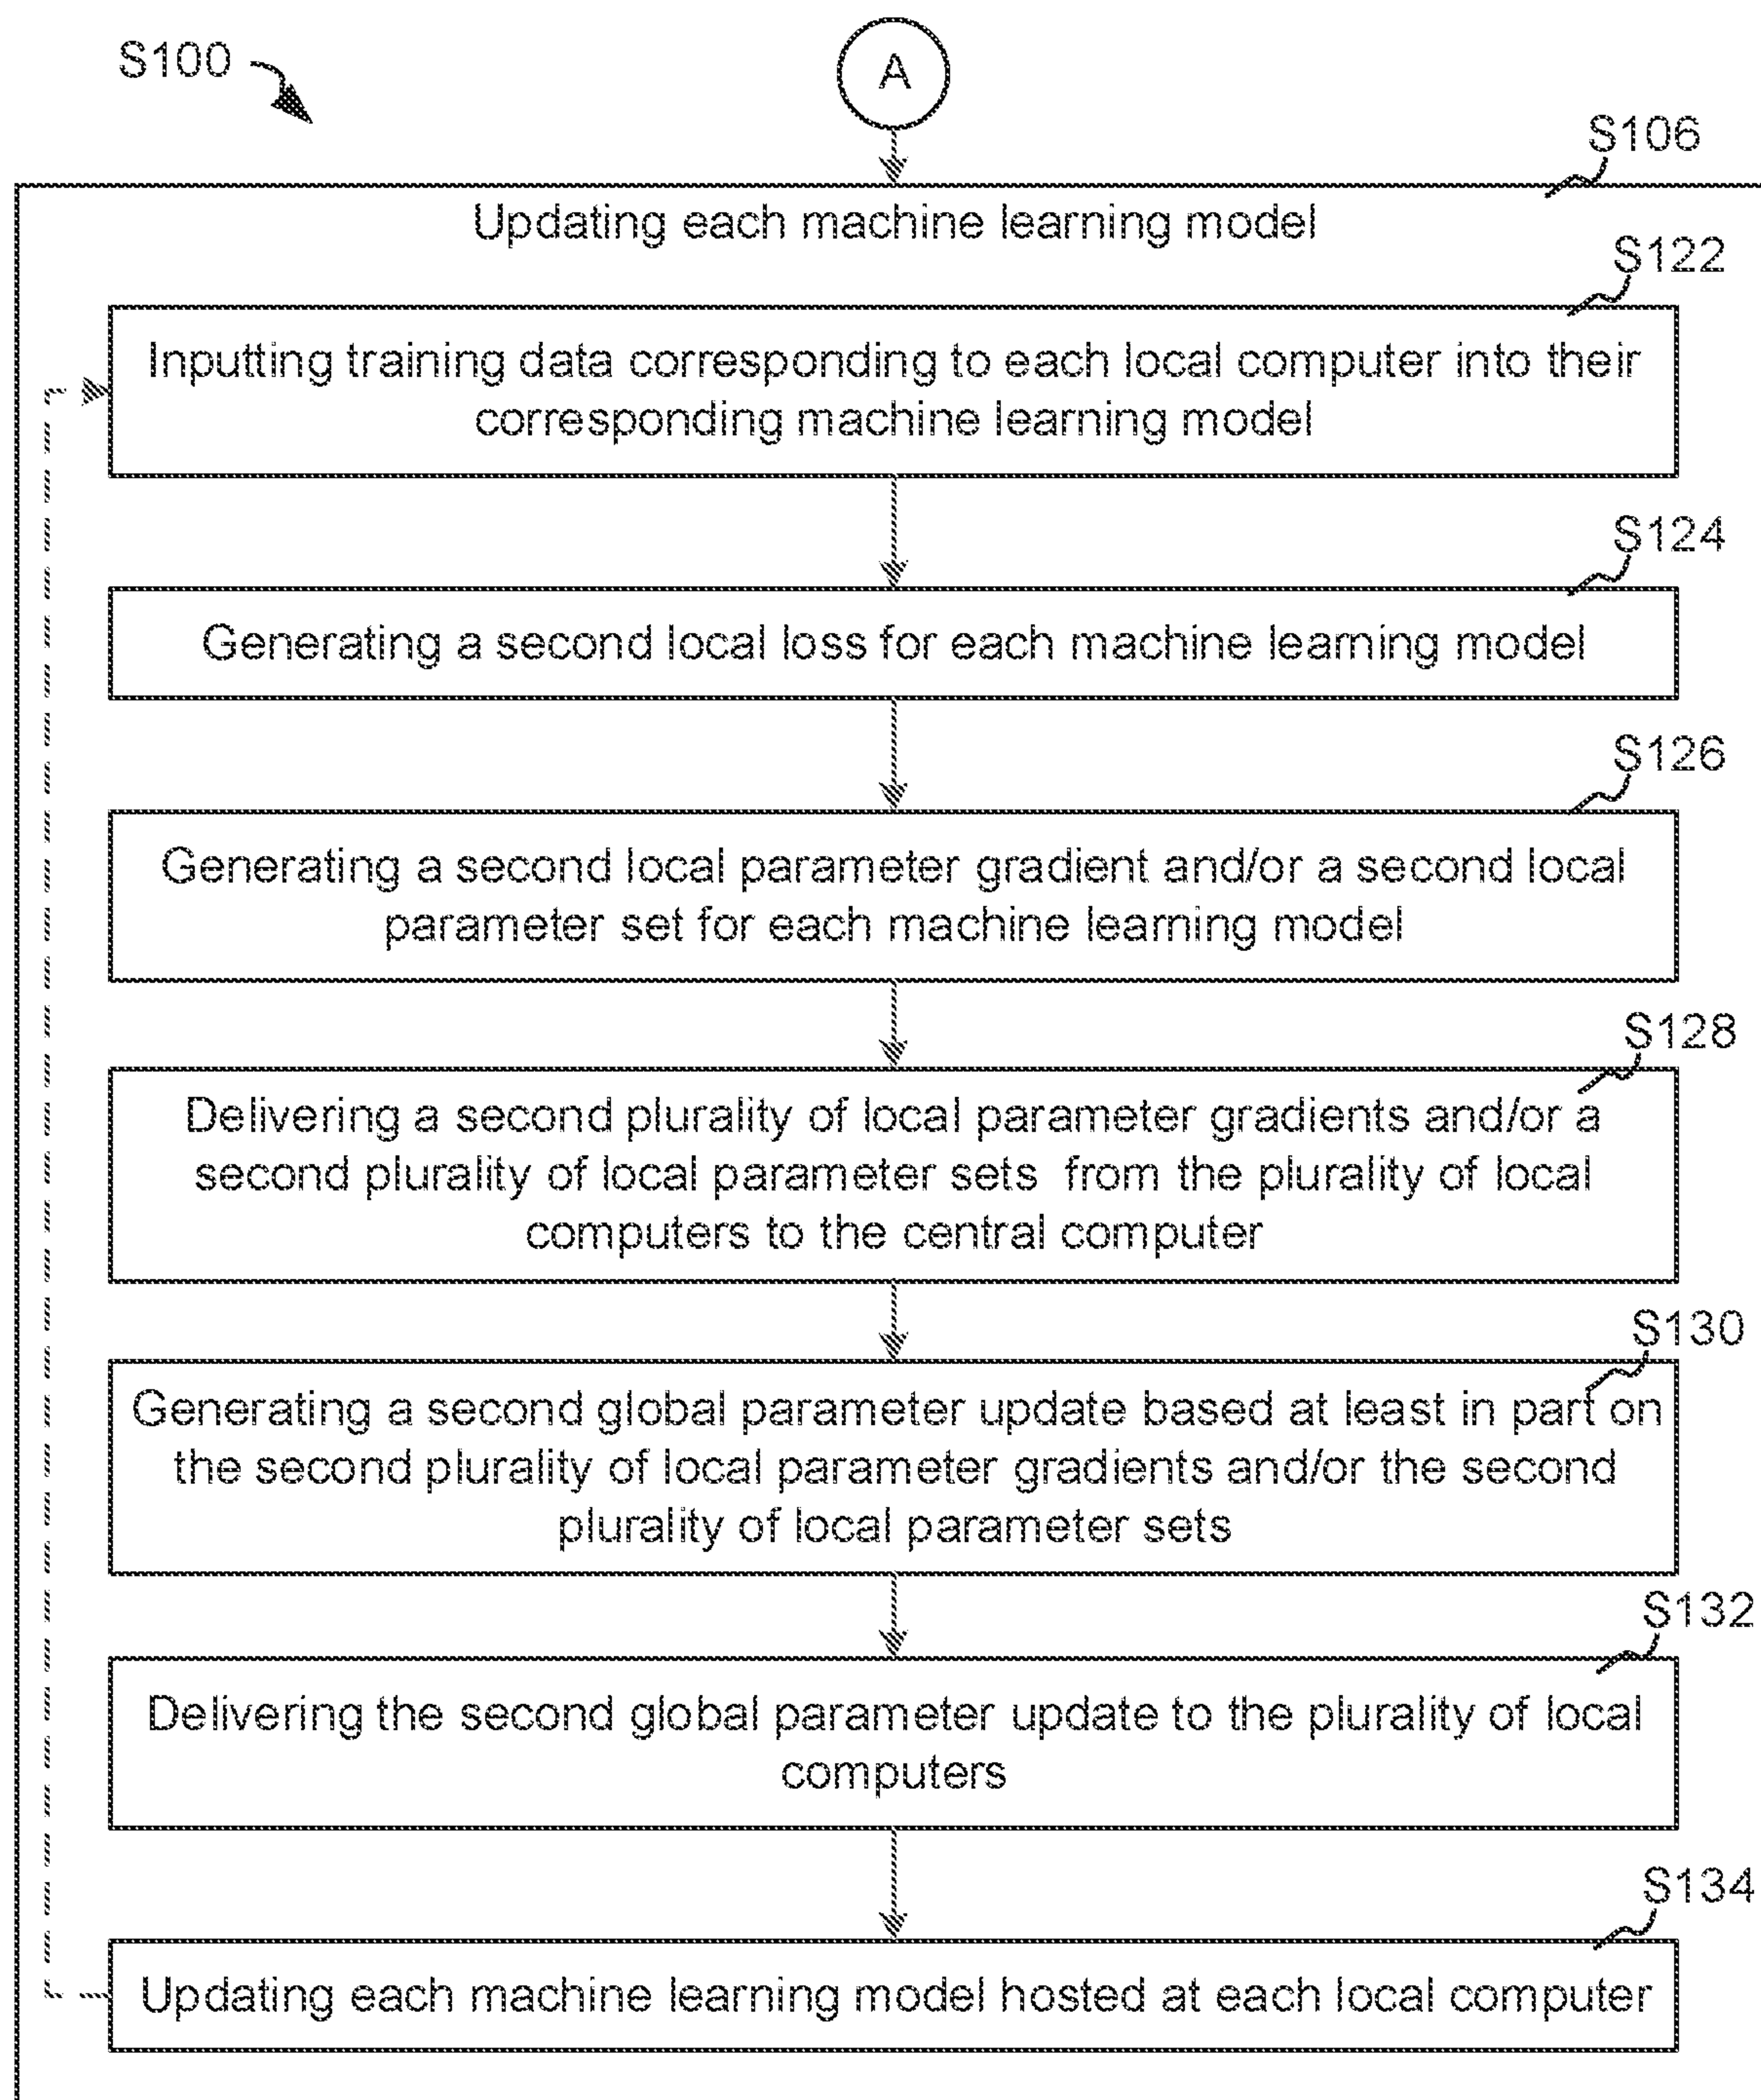 S100
A
S106
Updating each machine learning model
S122
Inputting training data corresponding to each local computer into their
corresponding machine learning model
S124
Generating a second local loss for each machine learning model
S126
Generating a second local parameter gradient and/or a second local
parameter set for each machine learning model
S128
Delivering a second plurality of local parameter gradients and/or a
second plurality of local parameter sets from the plurality of local
computers to the central computer
S130
Generating a second global parameter update based at least in part on
the second plurality of local parameter gradients and/or the second
plurality of local parameter sets
S132
Delivering the second global parameter update to the plurality of local
computers
S134
Updating each machine learning model hosted at each local computer